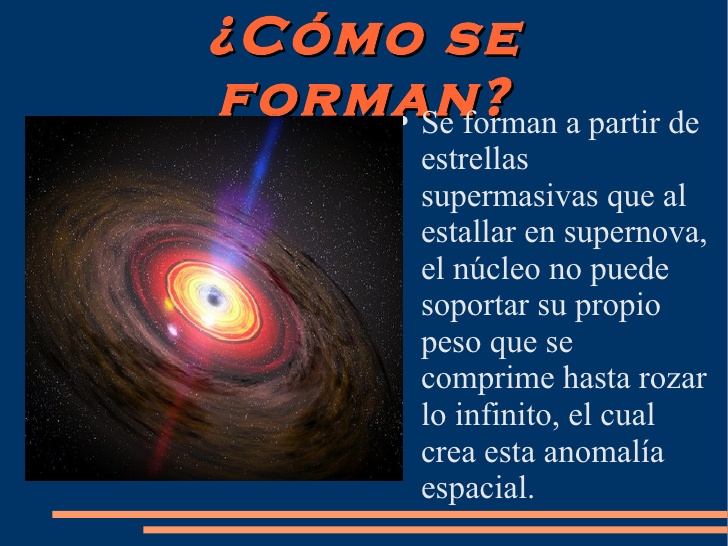 ¿Cómo se
forman?
• Se forman a partir de
estrellas
supermasivas que al
estallar en supernova,
el núcleo no puede
soportar su propio
peso que se
comprime hasta rozar
lo infinito, el cual
crea esta anomalía
espacial.